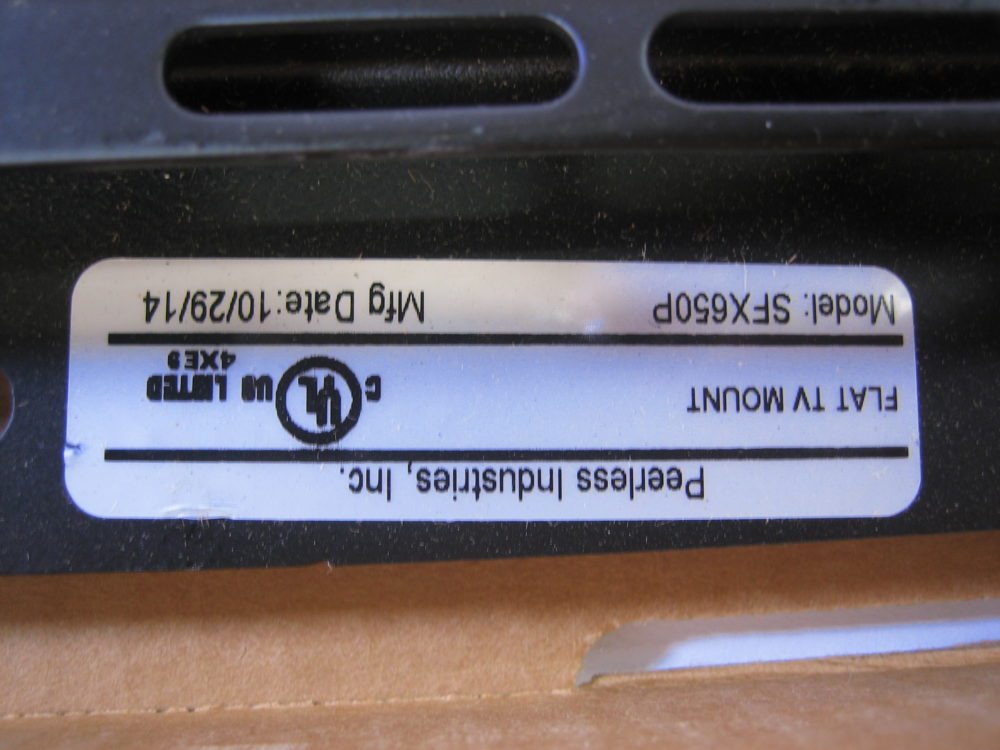 Peerless Industries, Inc.
FLAT TV MOUNT
C UL US LISTED
4XE9
Model: SFX650P Mfg Date:10/29/14